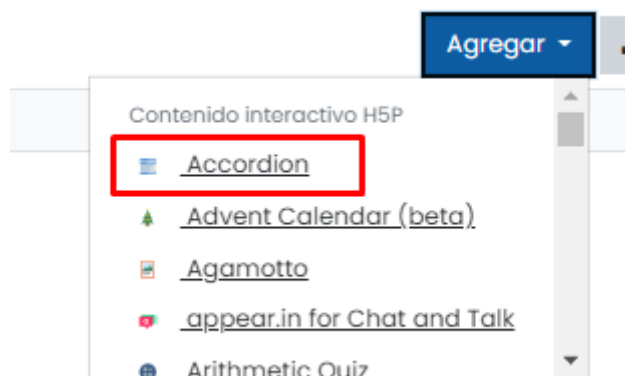 Agregar
Contenido interactivo H5P
Accordion
Advent Calendar (beta)
Agamotto
appear.in for Chat and Talk
Arithmetic Quiz